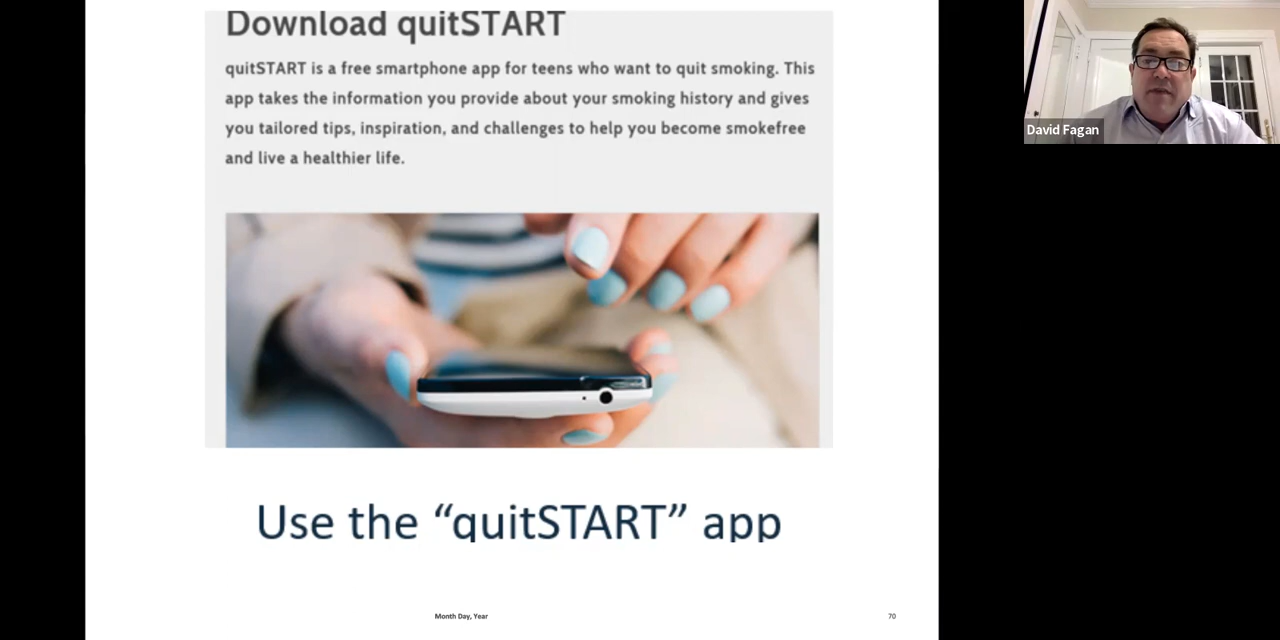 Download quitSTART
quitSTART is a free smartphone app for teens who want to quit smoking. This
app takes the information you provide about your smoking history and gives
you tailored tips, inspiration, and challenges to help you become smokefree
and live a healthier life.
David Fagan
Use the “quitSTART” app
Month Day, Year
70